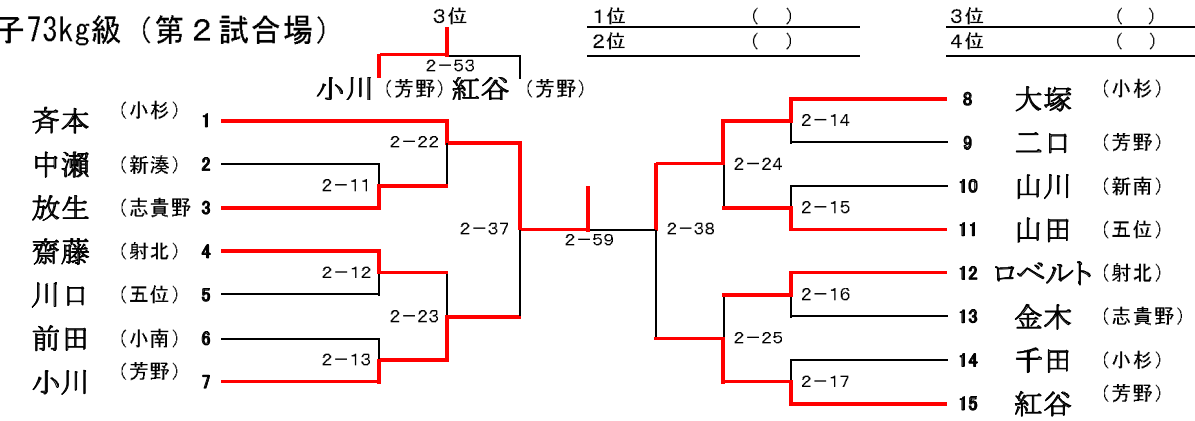 子73kg級（第２試合場）
３位
１位 （ ）
２位 （ ）
３位 （ ）
４位 （ ）
２－53
小川（芳野） 紅谷（芳野）
斉本（小杉） 1
中瀬（新湊） 2
放生（志貴野 3
齋藤（射北） 4
川口（五位） 5
前田（小南） 6
小川（芳野） 7
２－11
２－12
２－13
２－22
２－23
２－37
２－59
２－38
２－24
２－25
２－14
２－15
２－16
２－17
8 大塚（小杉）
9 二口（芳野）
10 山川（新南）
11 山田（五位）
12 ロベルト（射北）
13 金木（志貴野）
14 千田（小杉）
15 紅谷（芳野）